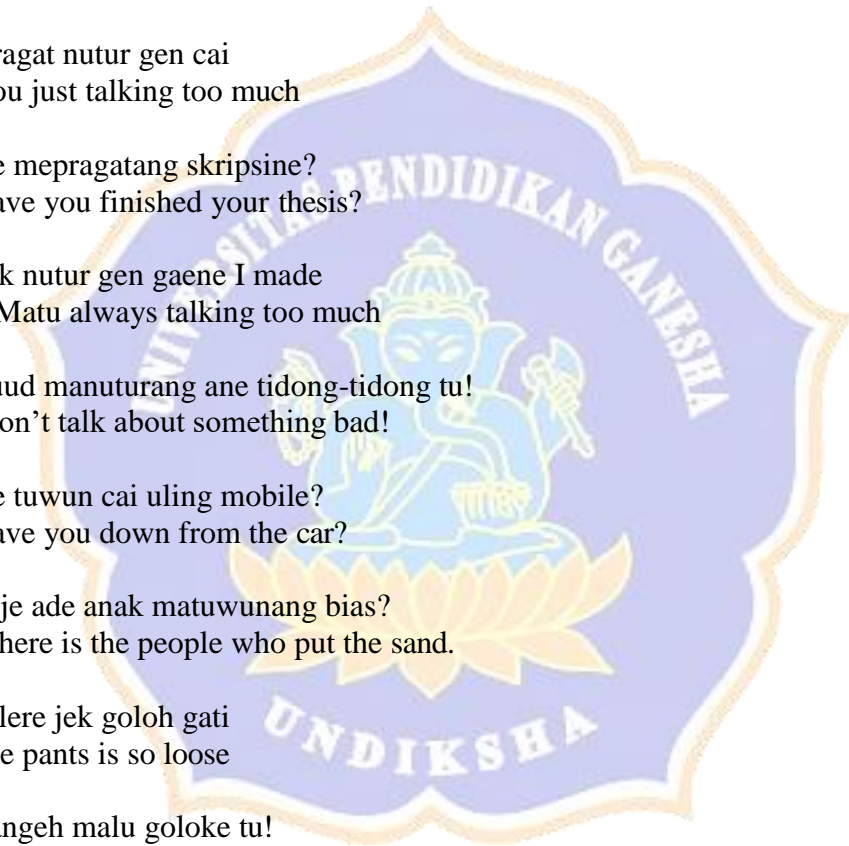 ragat nutur gen cai
ou just talking too much
e mepragatang skripsine?
ave you finished your thesis?
k nutur gen gaene I made
Matu always talking too much
uud manuturang ane tidong-tidong tu!
on’t talk about something bad!
e tuwun cai uling mobile?
ave you down from the car?
je ade anak matuwunang bias?
here is the people who put the sand.
lere jek goloh gati
e pants is so loose
angeh malu goloke tu!
UNIVERSITAS PENDIDIKAN GANESHA
UNDIKSHA